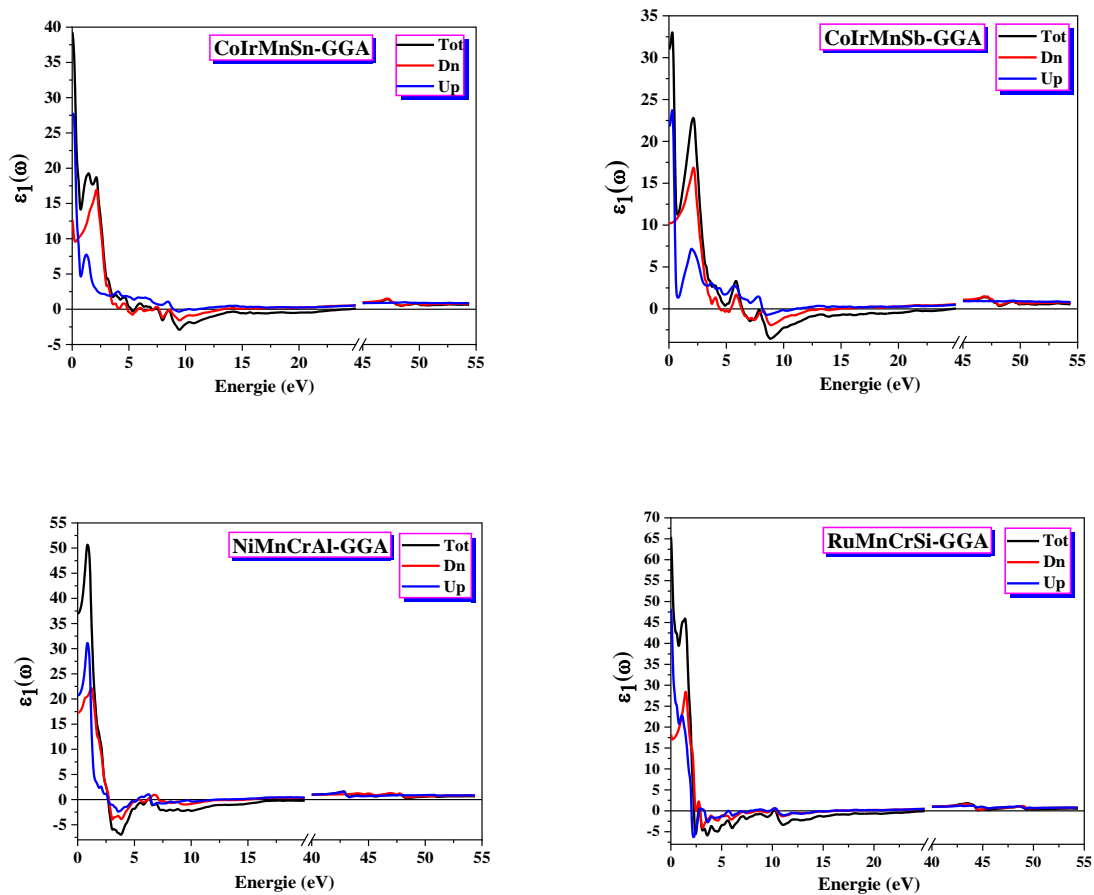 CoIrMnSn-GGA
Tot
Dn
Up
40
35
30
25
20
15
10
5
0
-5
ε1(ω)
0 5 10 15 20 45 50 55
Energie (eV)
CoIrMnSb-GGA
Tot
Dn
Up
35
30
25
20
15
10
5
0
ε1(ω)
0 5 10 15 20 45 50 55
Energie (eV)
NiMnCrAl-GGA
Tot
Dn
Up
55
50
45
40
35
30
25
20
15
10
5
0
-5
ε1(ω)
0 5 10 15 40 45 50 55
Energie (eV)
RuMnCrSi-GGA
Tot
Dn
Up
70
65
60
55
50
45
40
35
30
25
20
15
10
5
0
-5
ε1(ω)
0 5 10 15 20 25 40 45 50 55
Energie (eV)